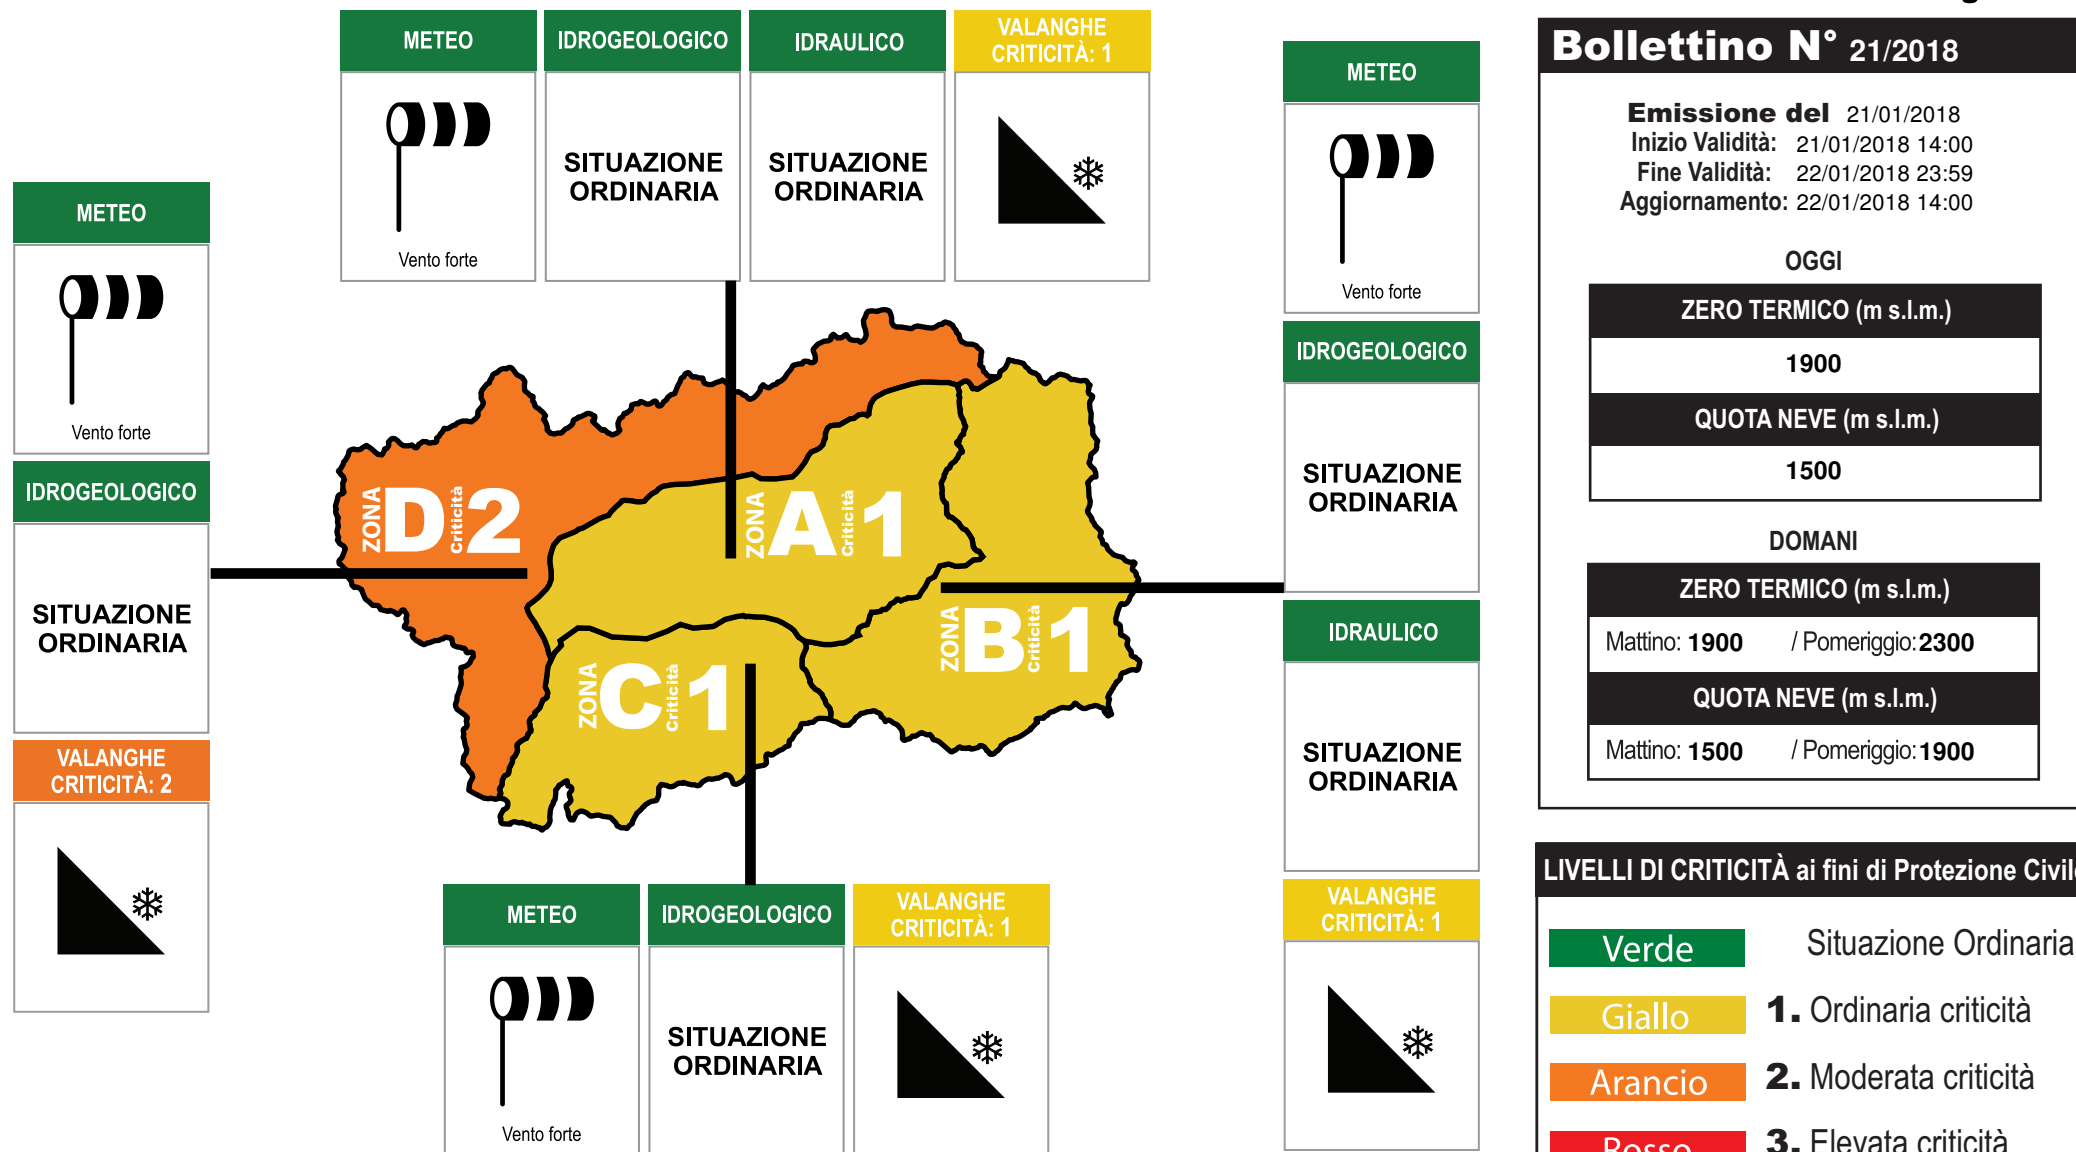 METEO
IDROGEOLOGICO
IDRAULICO
VALANGHE
CRITICITÀ: 1
Vento forte
SITUAZIONE
ORDINARIA
SITUAZIONE
ORDINARIA
METEO
Vento forte
IDROGEOLOGICO
SITUAZIONE
ORDINARIA
VALANGHE
CRITICITÀ: 2
ZONA D Criticità 2
ZONA A Criticità 1
ZONA B Criticità 1
ZONA C Criticità 1
METEO
IDROGEOLOGICO
VALANGHE
CRITICITÀ: 1
Vento forte
SITUAZIONE
ORDINARIA
METEO
Vento forte
IDROGEOLOGICO
SITUAZIONE
ORDINARIA
IDRAULICO
SITUAZIONE
ORDINARIA
VALANGHE
CRITICITÀ: 1
Bollettino N° 21/2018
Emissione del 21/01/2018
Inizio Validità: 21/01/2018 14:00
Fine Validità: 22/01/2018 23:59
Aggiornamento: 22/01/2018 14:00
OGGI
ZERO TERMICO (m s.l.m.)
1900
QUOTA NEVE (m s.l.m.)
1500
DOMANI
ZERO TERMICO (m s.l.m.)
Mattino: 1900 / Pomeriggio: 2300
QUOTA NEVE (m s.l.m.)
Mattino: 1500 / Pomeriggio: 1900
LIVELLI DI CRITICITÀ ai fini di Protezione Civile
Verde Situazione Ordinaria
Giallo 1. Ordinaria criticità
Arancio 2. Moderata criticità
Rosso 3. Elevata criticità